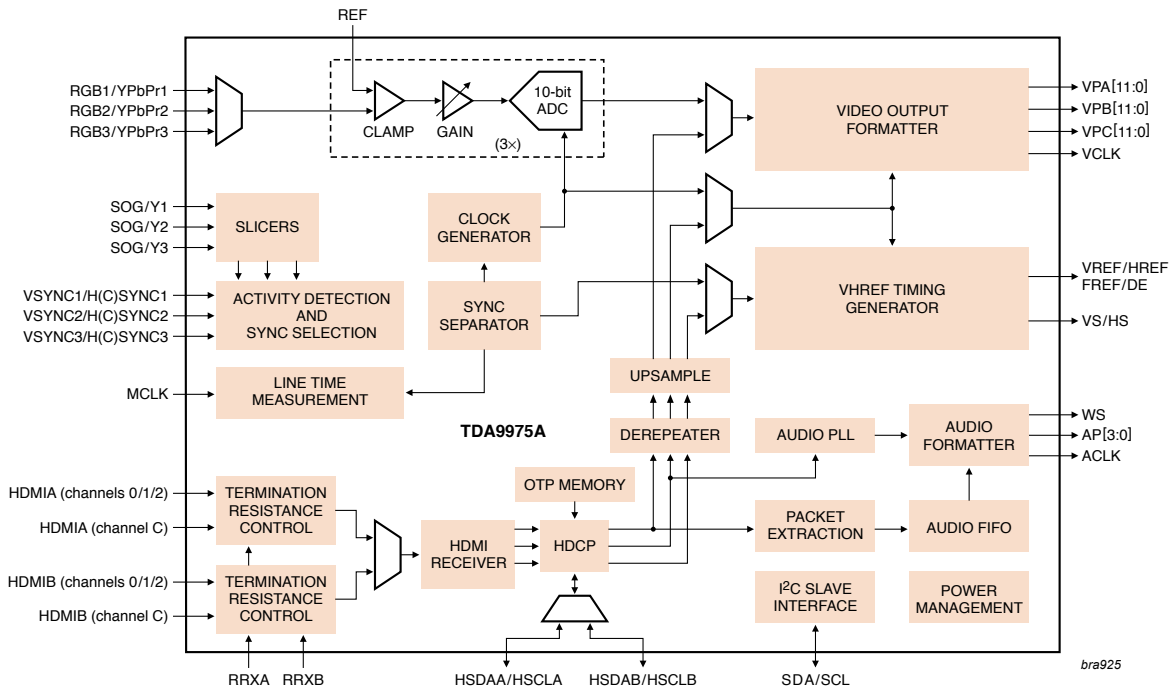 REF
RGB1/YPbPr1
RGB2/YPbPr2
RGB3/YPbPr3
CLAMP
GAIN
10-bit
ADC
(3×)
VIDEO OUTPUT
FORMATTER
VPA[11:0]
VPB[11:0]
VPC[11:0]
VCLK
SOG/Y1
SOG/Y2
SOG/Y3
SLICERS
CLOCK
GENERATOR
VSYNC1/H(C)SYNC1
VSYNC2/H(C)SYNC2
VSYNC3/H(C)SYNC3
ACTIVITY DETECTION
AND
SYNC SELECTION
SYNC
SEPARATOR
VHREF TIMING
GENERATOR
VREF/HREF
FREF/DE
VS/HS
MCLK
LINE TIME
MEASUREMENT
UPSAMPLE
TDA9975A
DEREPEATER
AUDIO PLL
AUDIO
FORMATTER
WS
AP[3:0]
ACLK
HDMIA (channels 0/1/2)
HDMIA (channel C)
TERMINATION
RESISTANCE
CONTROL
OTP MEMORY
HDMI
RECEIVER
HDCP
PACKET
EXTRACTION
AUDIO FIFO
HDMIB (channels 0/1/2)
HDMIB (channel C)
TERMINATION
RESISTANCE
CONTROL
I²C SLAVE
INTERFACE
POWER
MANAGEMENT
RRXA
RRXB
HSDAA/HSCLA
HSDAB/HSCLB
SDA/SCL
bra925